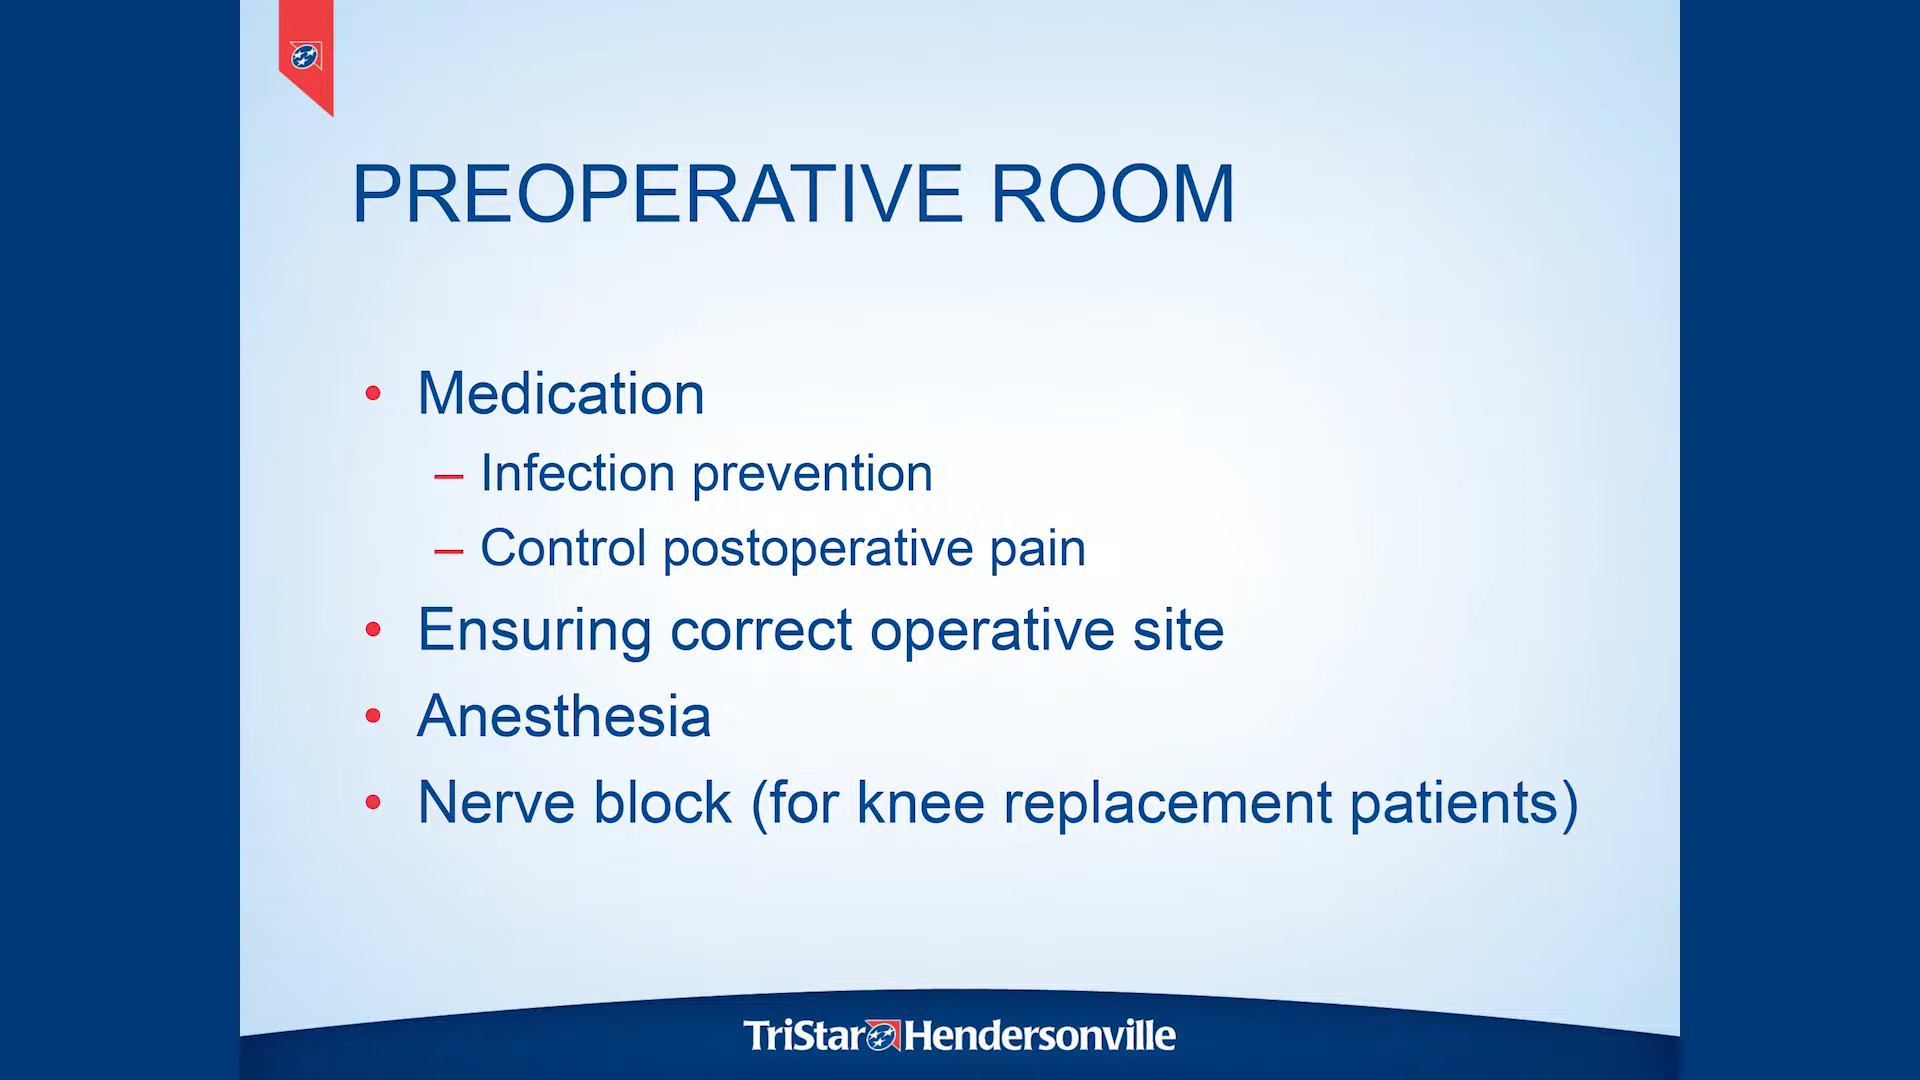 PREOPERATIVE ROOM
• Medication
– Infection prevention
– Control postoperative pain
• Ensuring correct operative site
• Anesthesia
• Nerve block (for knee replacement patients)
TriStar Hendersonville